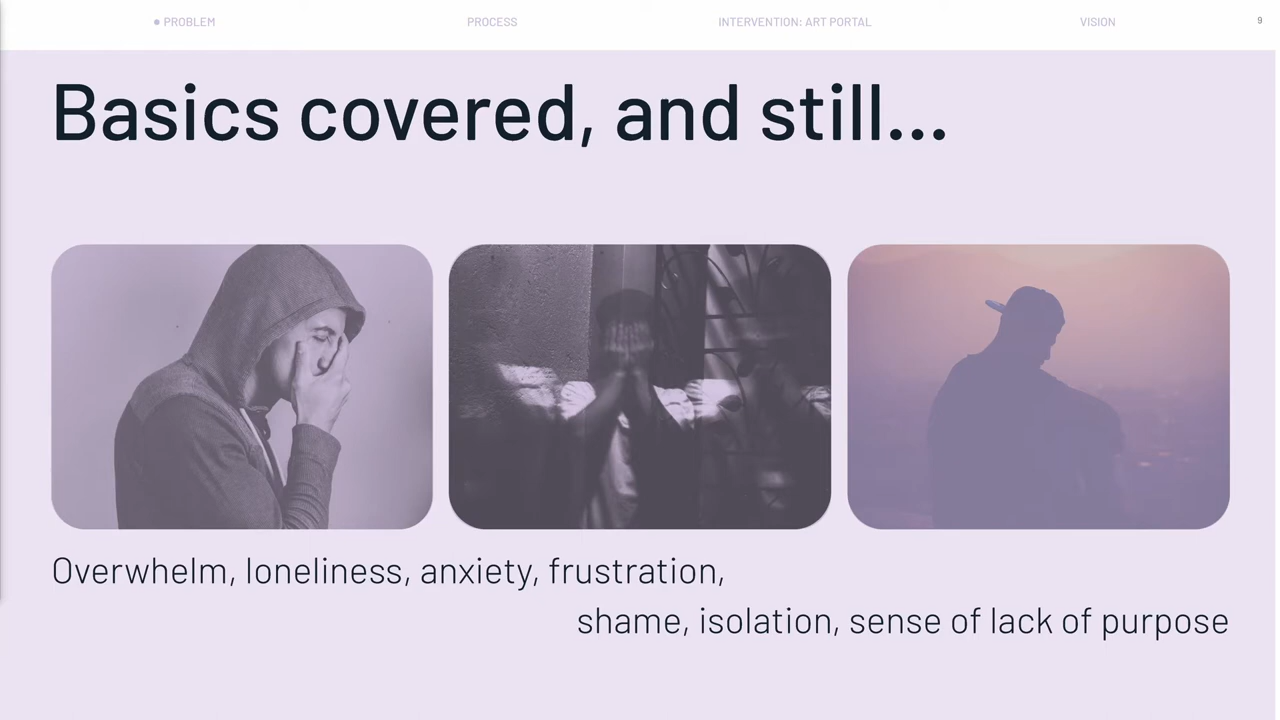 PROBLEM
PROCESS
INTERVENTION: ART PORTAL
VISION
9
Basics covered, and still...
Overwhelm, loneliness, anxiety, frustration,
shame, isolation, sense of lack of purpose